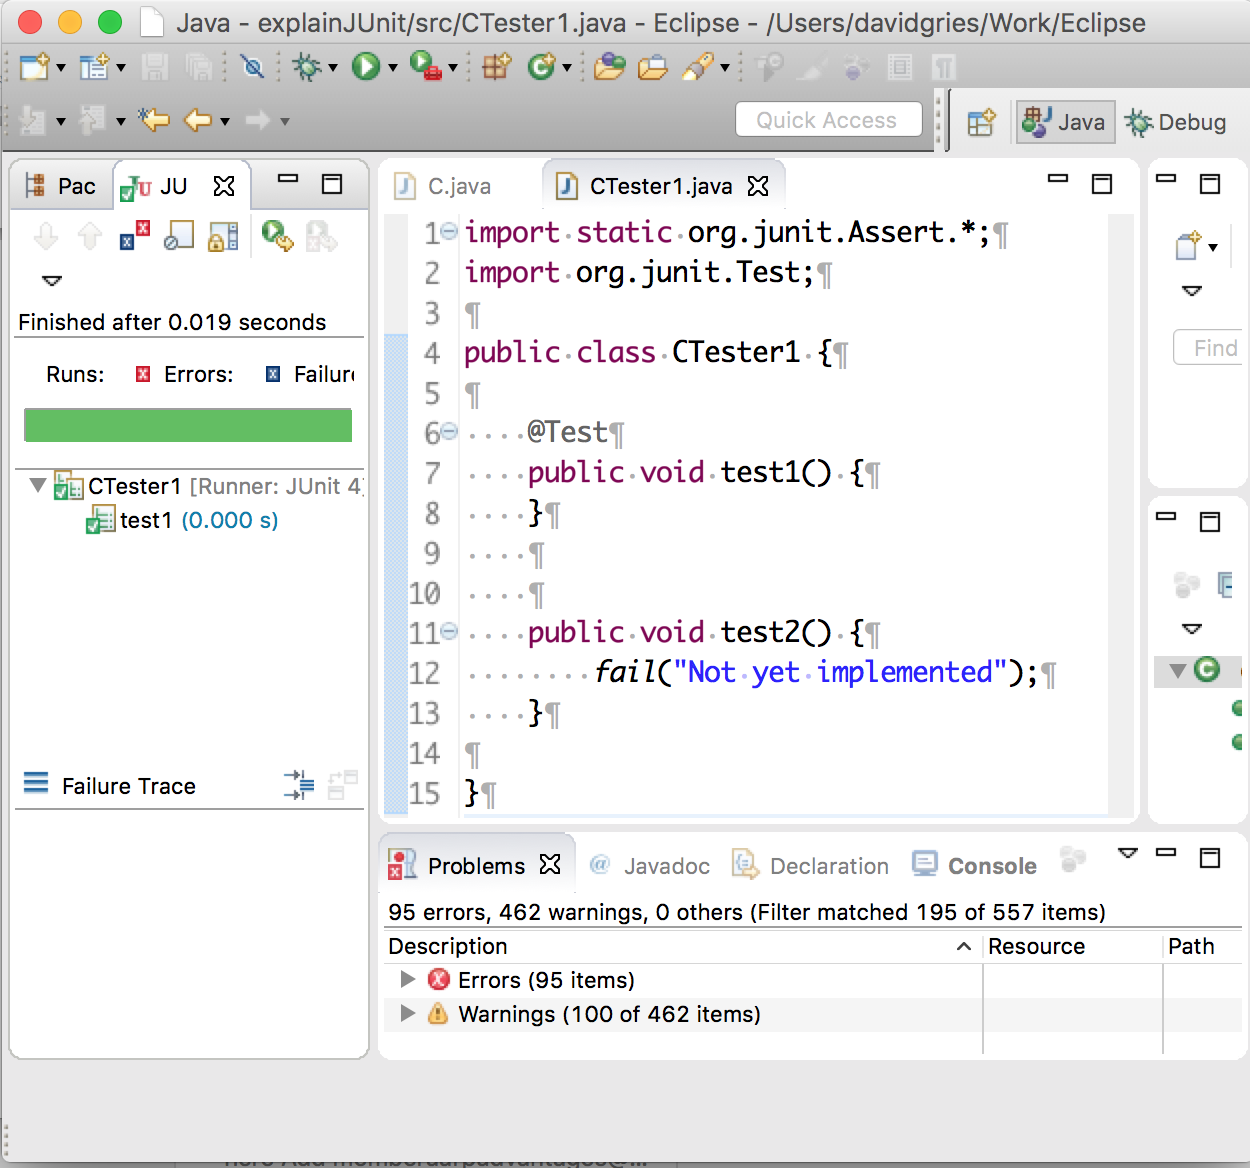 Java - explainJUnit/src/CTester1.java - Eclipse - /Users/davidgries/Work/Eclipse
Quick Access
Java
Debug
Pac
JU
C.java
CTester1.java
Finished after 0.019 seconds
Runs:
Errors:
Failure
CTester1 [Runner: JUnit 4]
test1 (0.000 s)
Failure Trace
1 import static org.junit.Assert.*;¶
2 import org.junit.Test;¶
3 ¶
4 public class CTester1 {¶
5 ¶
6 ····@Test¶
7 ····public void test1() {¶
8 ····}¶
9 ····¶
10 ····¶
11 ····public void test2() {¶
12 ········fail("Not yet implemented");¶
13 ····}¶
14 ¶
15 }¶
Find
Problems
Javadoc
Declaration
Console
95 errors, 462 warnings, 0 others (Filter matched 195 of 557 items)
Description Resource Path
Errors (95 items)
Warnings (100 of 462 items)